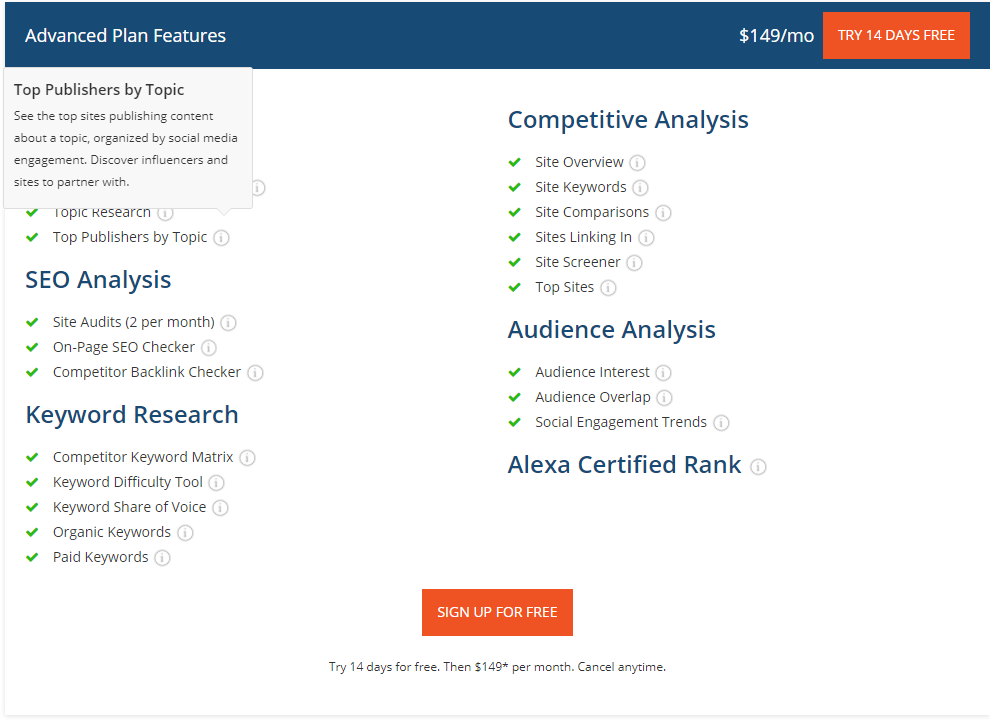 Advanced Plan Features
$149/mo
TRY 14 DAYS FREE
Top Publishers by Topic
See the top sites publishing content
about a topic, organized by social media
engagement. Discover influencers and
sites to partner with.
Topic Research
Top Publishers by Topic
SEO Analysis
Site Audits (2 per month)
On-Page SEO Checker
Competitor Backlink Checker
Keyword Research
Competitor Keyword Matrix
Keyword Difficulty Tool
Keyword Share of Voice
Organic Keywords
Paid Keywords
Competitive Analysis
Site Overview
Site Keywords
Site Comparisons
Sites Linking In
Site Screener
Top Sites
Audience Analysis
Audience Interest
Audience Overlap
Social Engagement Trends
Alexa Certified Rank
SIGN UP FOR FREE
Try 14 days for free. Then $149* per month. Cancel anytime.